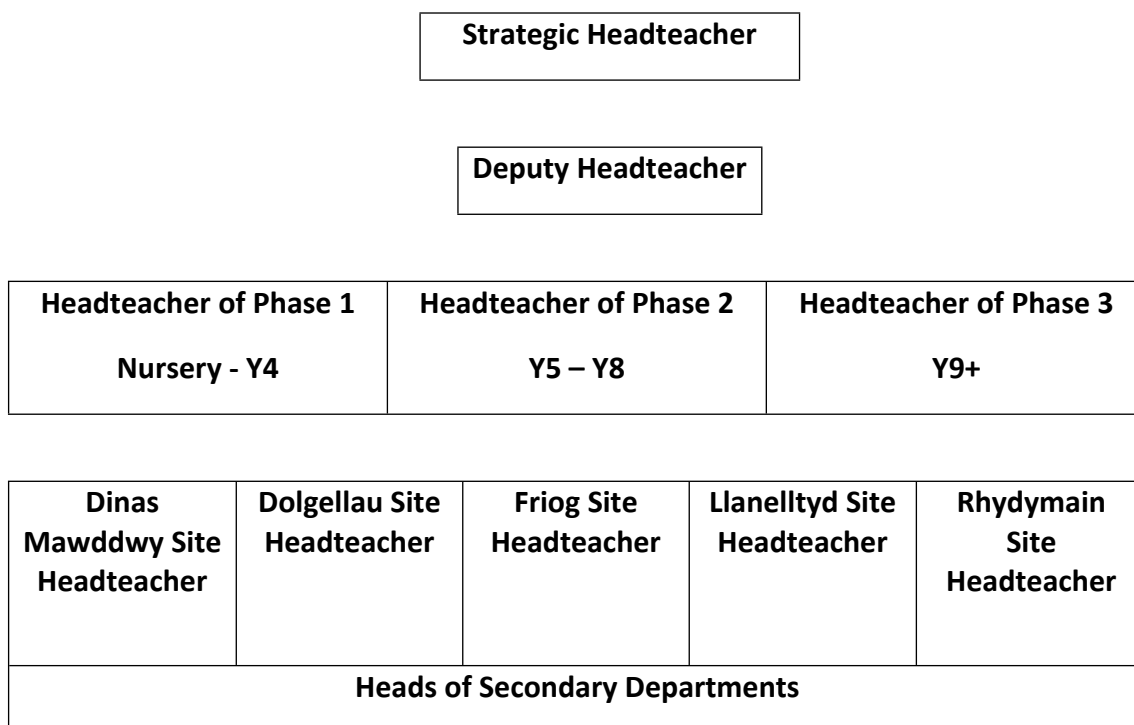 Strategic Headteacher
Deputy Headteacher
Headteacher of Phase 1
Nursery - Y4
Headteacher of Phase 2
Y5 – Y8
Headteacher of Phase 3
Y9+
Dinas
Mawddwy Site
Headteacher
Dolgellau Site
Headteacher
Friog Site
Headteacher
Llanelltyd Site
Headteacher
Rhydymain
Site
Headteacher
Heads of Secondary Departments